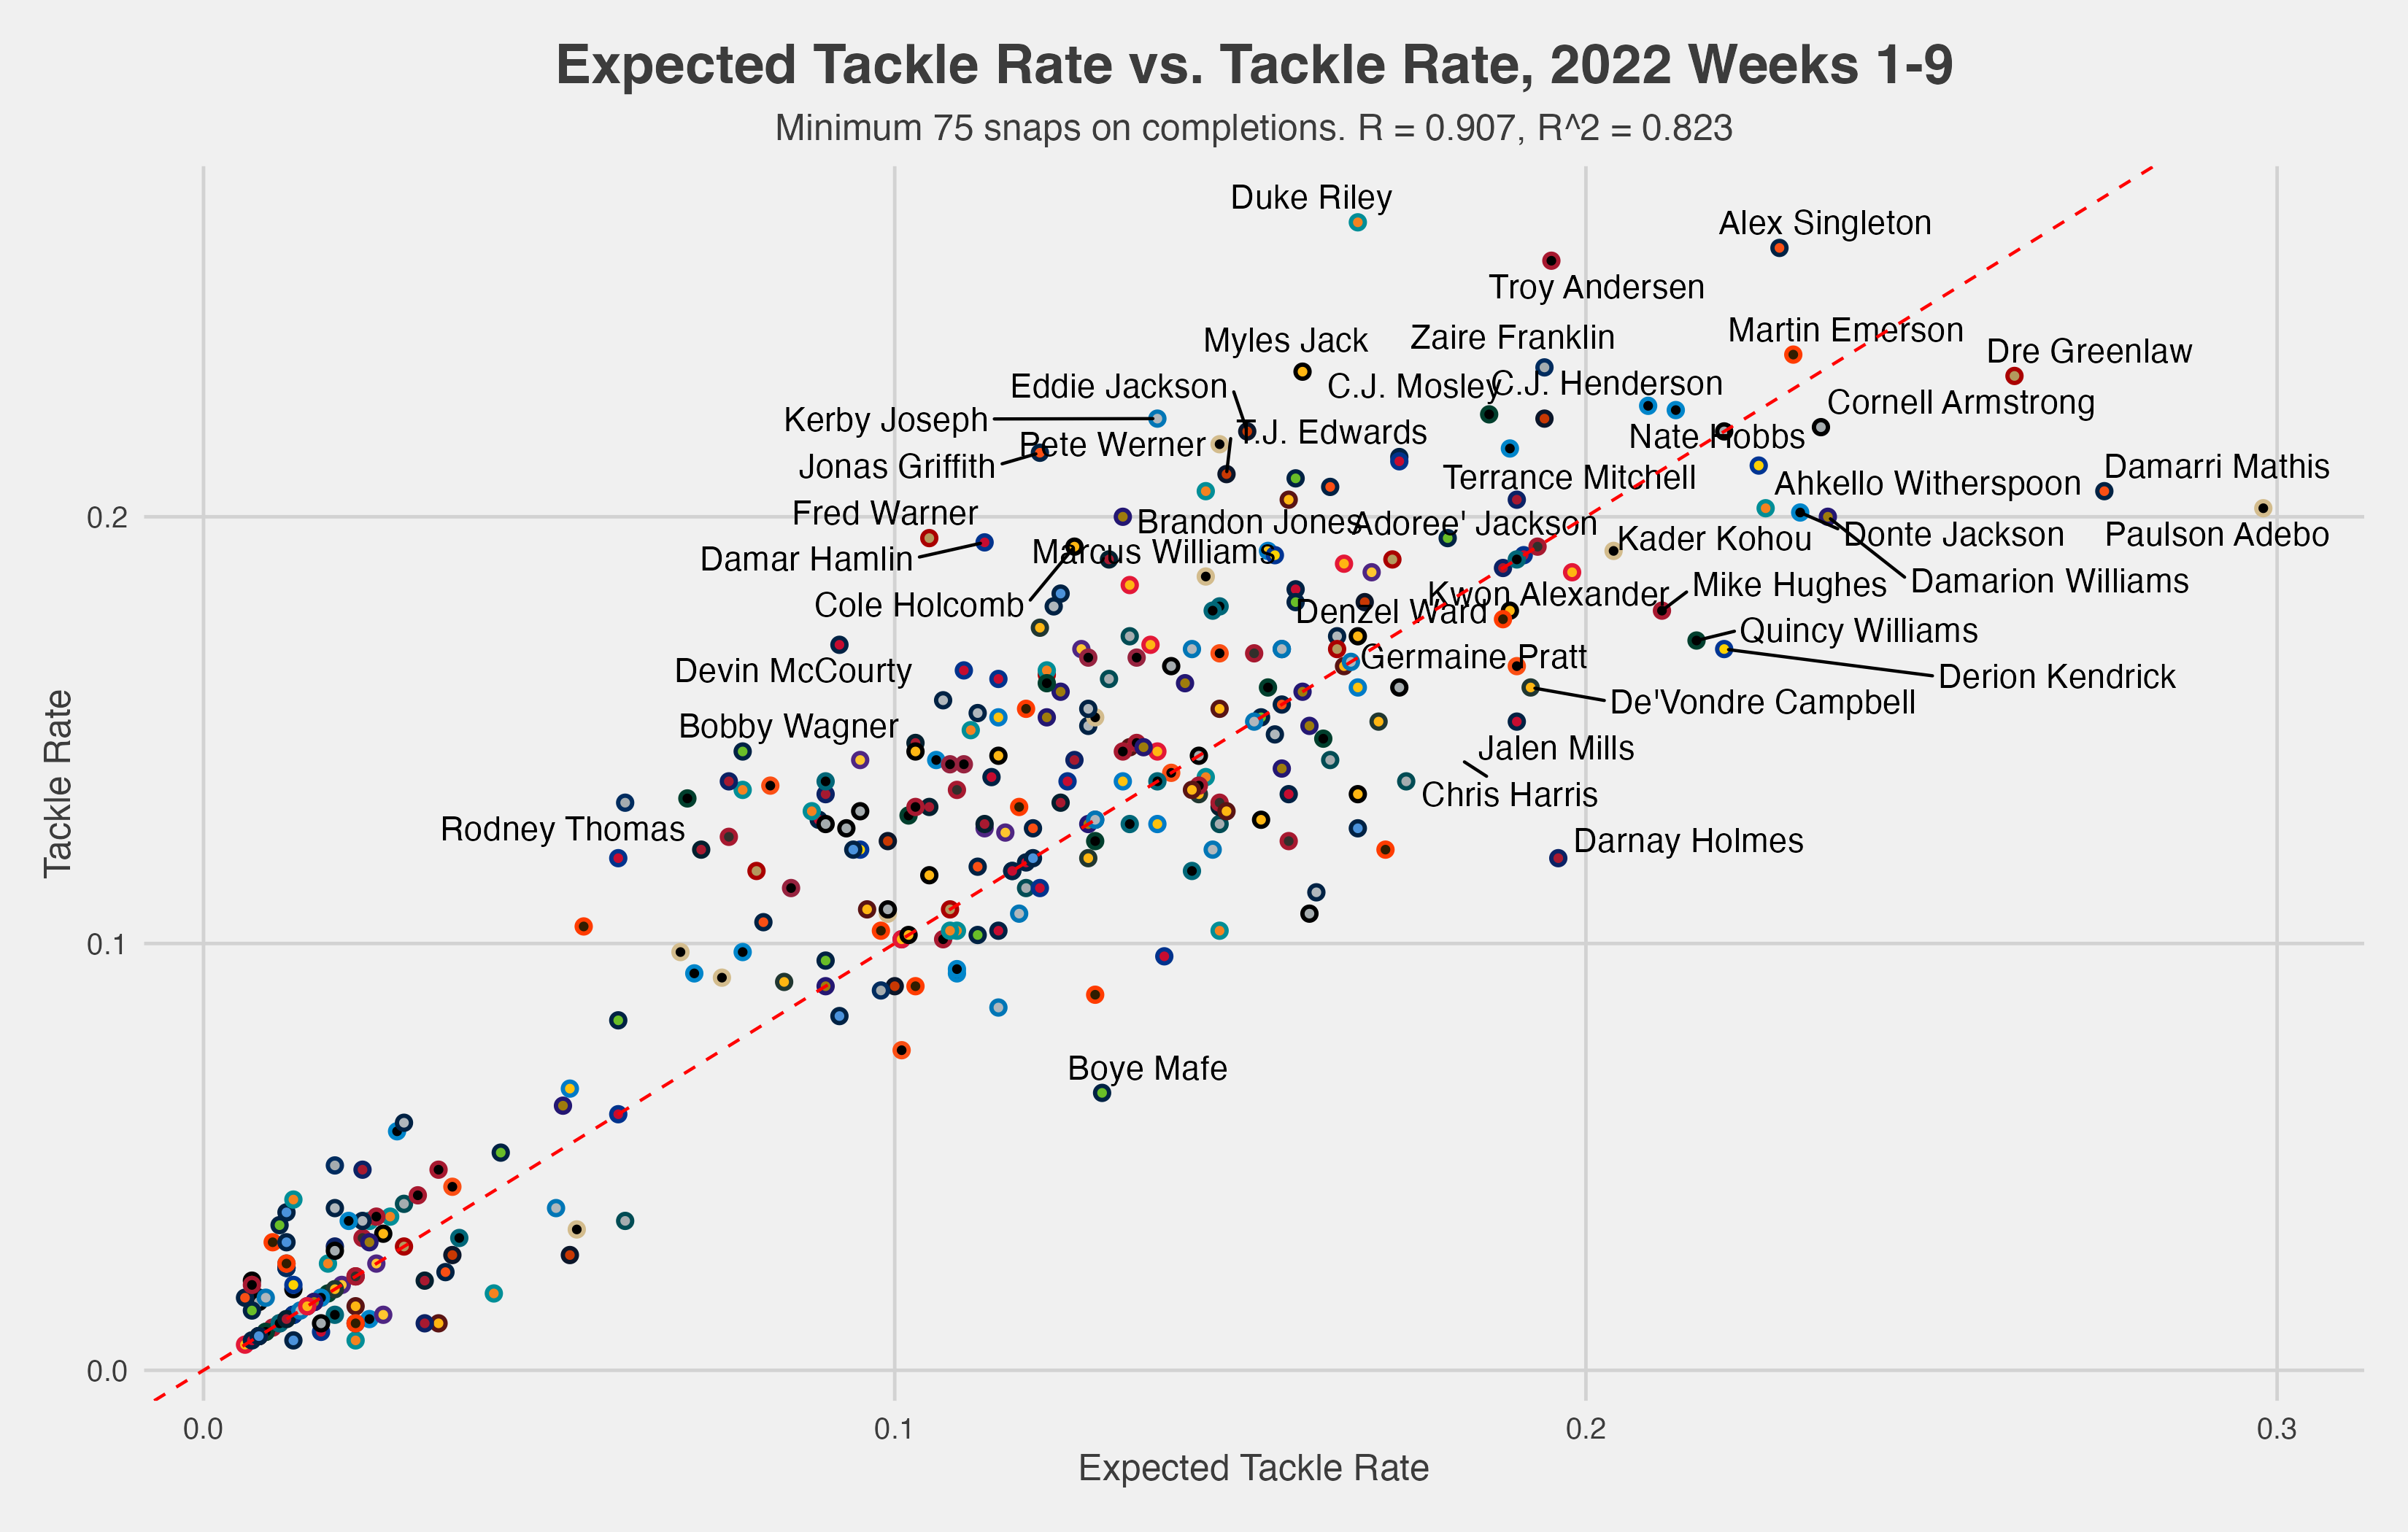 Expected Tackle Rate vs. Tackle Rate, 2022 Weeks 1-9
Minimum 75 snaps on completions. R = 0.907, R^2 = 0.823
Duke Riley
Alex Singleton
Troy Andersen
Martin Emerson
Zaire Franklin
Myles Jack
Dre Greenlaw
Eddie Jackson
C.J. Mosley
C.J. Henderson
Cornell Armstrong
Kerby Joseph
T.J. Edwards
Nate Hobbs
Pete Werner
Jonas Griffith
Damarri Mathis
Terrance Mitchell
Ahkello Witherspoon
Fred Warner
Brandon Jones
Adoree' Jackson
Kader Kohou
Donte Jackson
Paulson Adebo
Damar Hamlin
Marcus Williams
Damarion Williams
Mike Hughes
Kwon Alexander
Cole Holcomb
Denzel Ward
Quincy Williams
Germaine Pratt
Devin McCourty
Derion Kendrick
De'Vondre Campbell
Bobby Wagner
Jalen Mills
Chris Harris
Rodney Thomas
Darnay Holmes
Boye Mafe
Tackle Rate
0.2
0.1
0.0
0.0
0.1
0.2
0.3
Expected Tackle Rate